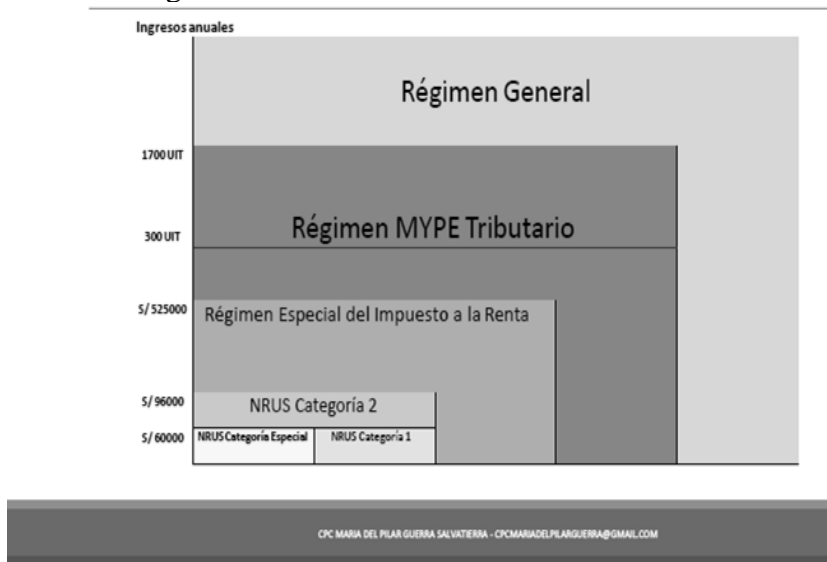 Ingresos anuales
Régimen General
1700 UIT
Régimen MYPE Tributario
300 UIT
S/ 525000
Régimen Especial del Impuesto a la Renta
S/ 96000
NRUS Categoría 2
S/ 60000
NRUS Categoría Especial
NRUS Categoría 1
CPC MARIA DEL PILAR GUERRA SALVATIERRA - CPCMARIADELPILARGUERRA@GMAIL.COM